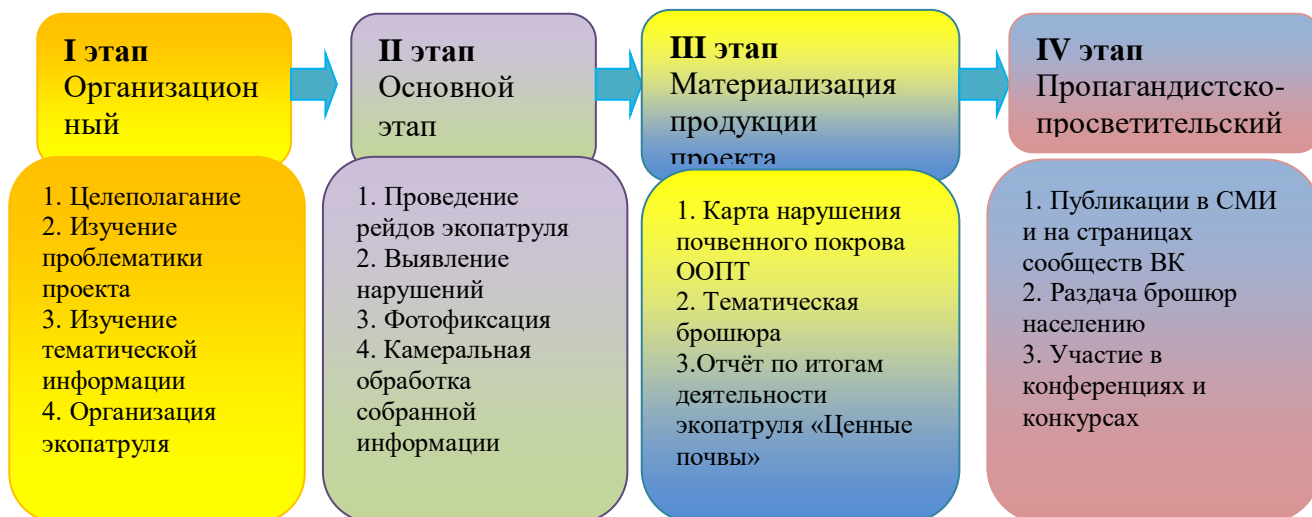 I этап
Организацион
ный
II этап
Основной
этап
III этап
Материализация
продукции
проекта
IV этап
Пропагандистско-
просветительский
1. Целеполагание
2. Изучение
проблематики
проекта
3. Изучение
тематической
информации
4. Организация
экопатруля
1. Проведение
рейдов экопатруля
2. Выявление
нарушений
3. Фотофиксация
4. Камеральная
обработка
собранной
информации
1. Карта нарушения
почвенного покрова
ООПТ
2. Тематическая
брошюра
3.Отчёт по итогам
деятельности
экопатруля «Ценные
почвы»
1. Публикации в СМИ
и на страницах
сообществ ВК
2. Раздача брошюр
населению
3. Участие в
конференциях и
конкурсах